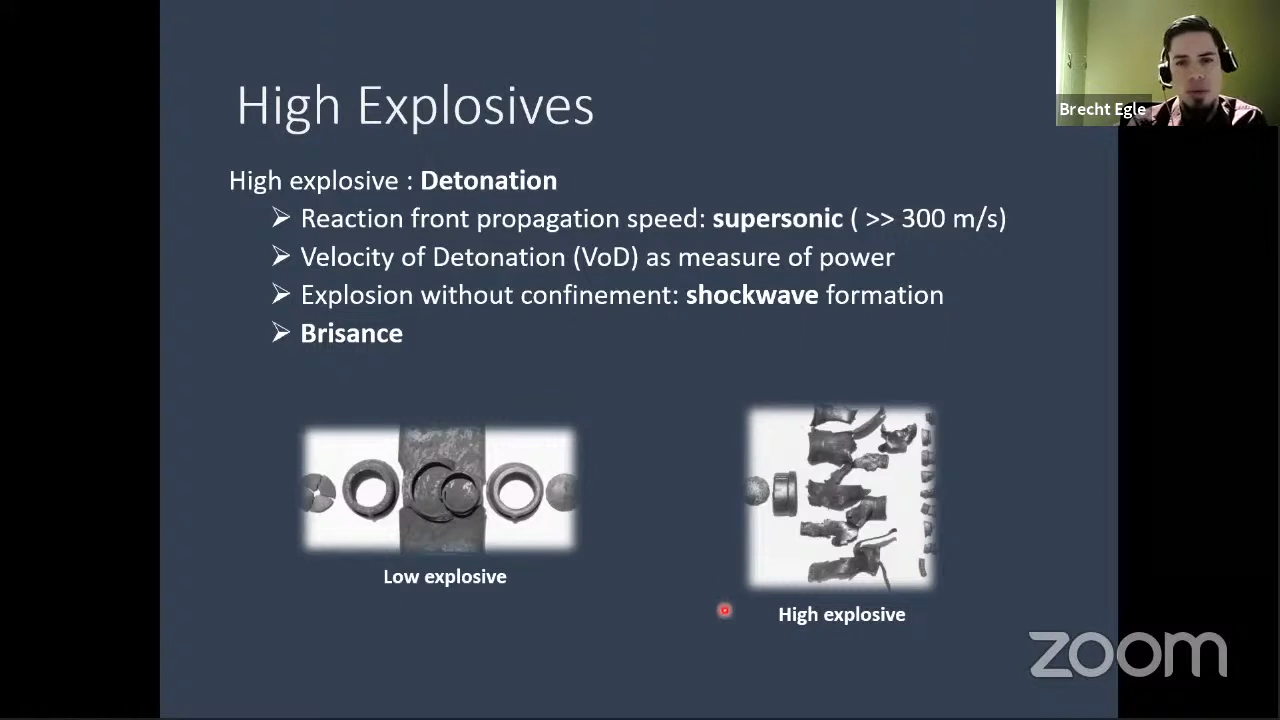 High Explosives
Brecht Egle
High explosive : Detonation
➢ Reaction front propagation speed: supersonic ( >> 300 m/s)
➢ Velocity of Detonation (VoD) as measure of power
➢ Explosion without confinement: shockwave formation
➢ Brisance
Low explosive
High explosive
zoom